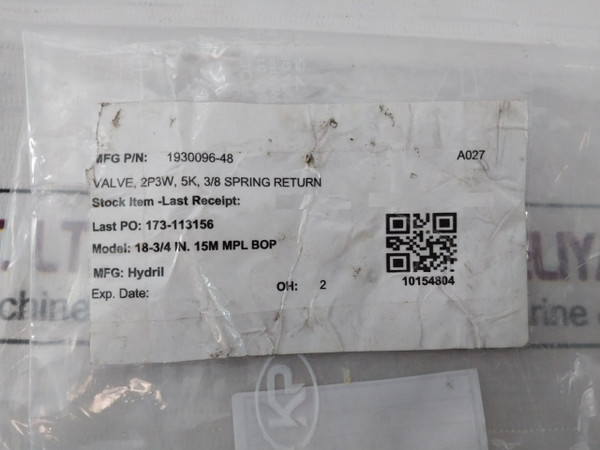 MFG P/N: 1930096-48 A027
VALVE, 2P3W, 5K, 3/8 SPRING RETURN
Stock Item -Last Receipt:
Last PO: 173-113156
Model: 18-3/4 IN. 15M MPL BOP
MFG: Hydril
Exp. Date: OH: 2
10154804
KP